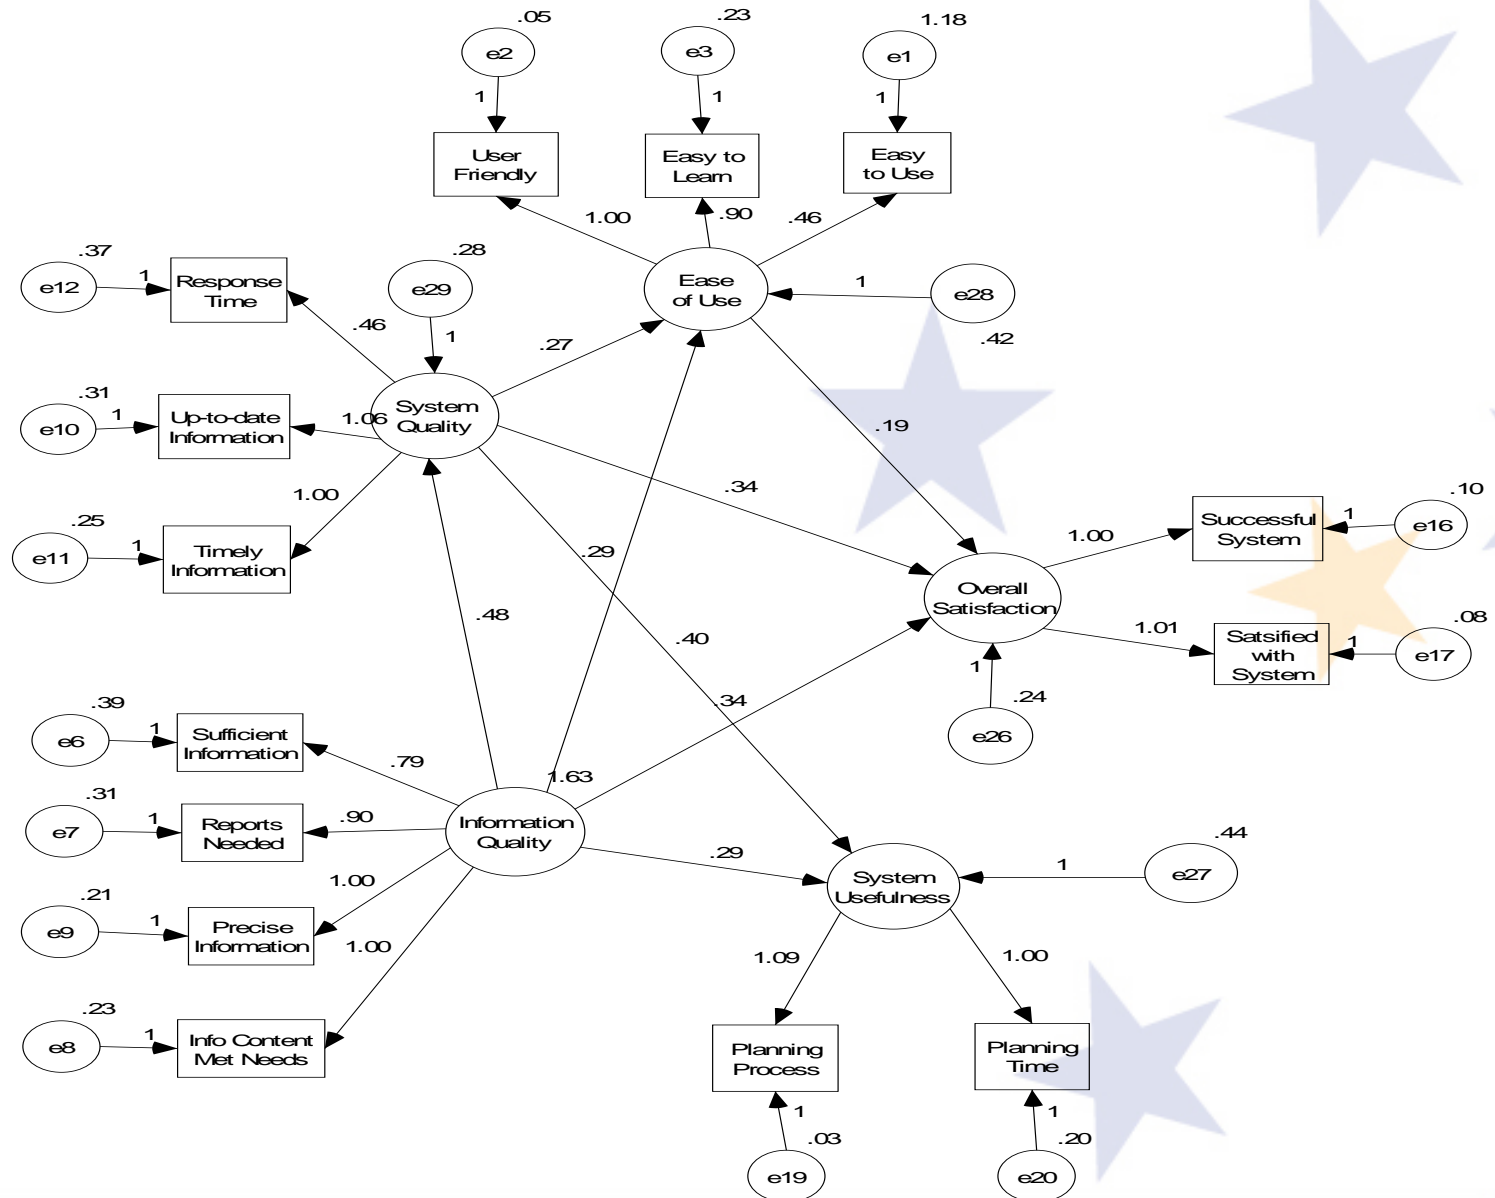 .05
.23
1.18
e2
e3
e1
1
1
1
User
Friendly
Easy to
Learn
Easy
to Use
1.00
.90
.46
.37
.28
e12
1
Response
Time
e29
Ease
of Use
1
e28
.46
1
.27
.42
.31
e10
1
Up-to-date
Information
1.06
System
Quality
.19
1.00
.34
.25
e11
1
Timely
Information
.29
.10
Successful
System
1
e16
1.00
Overall
Satisfaction
.48
.40
1.01
.08
Satsified
with
System
1
e17
1
.24
e26
.34
.39
e6
1
Sufficient
Information
.79
1.63
.31
e7
1
Reports
Needed
.90
Information
Quality
.29
.44
System
Usefulness
1
e27
1.00
.21
e9
1
Precise
Information
1.00
1.09
1.00
.23
e8
1
Info Content
Met Needs
Planning
Process
Planning
Time
1
1
.03
.20
e19
e20